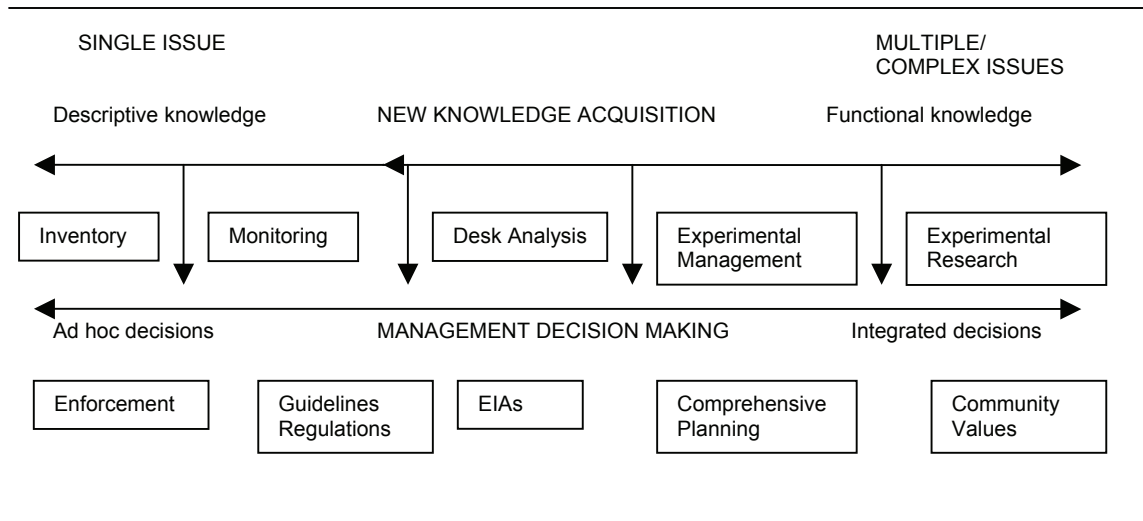 SINGLE ISSUE
MULTIPLE/
COMPLEX ISSUES
Descriptive knowledge
NEW KNOWLEDGE ACQUISITION
Functional knowledge
Inventory
Monitoring
Desk Analysis
Experimental
Management
Experimental
Research
Ad hoc decisions
MANAGEMENT DECISION MAKING
Integrated decisions
Enforcement
Guidelines
Regulations
EIAs
Comprehensive
Planning
Community
Values